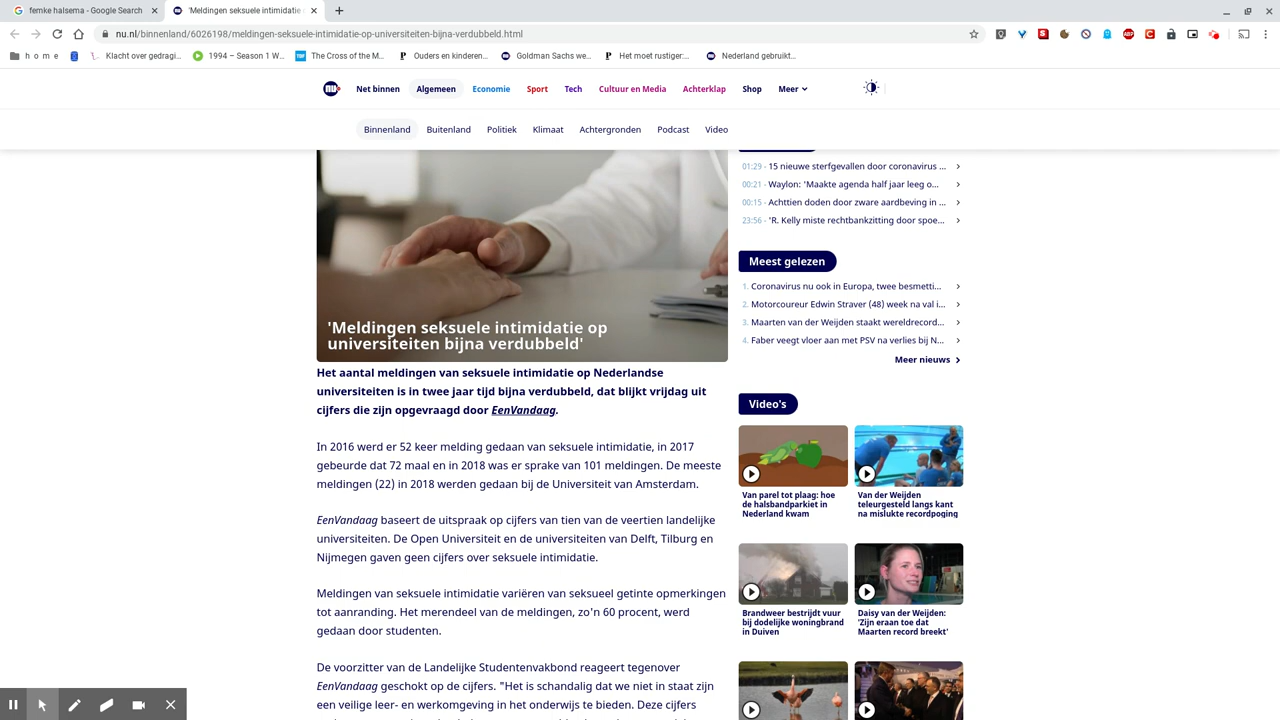 femke halsema - Google Search
'Meldingen seksuele intimidatie
nu.nl/binnenland/6026198/meldingen-seksuele-intimidatie-op-universiteiten-bijna-verdubbeld.html
h o m e
Klacht over gedragi...
1994 – Season 1 W...
The Cross of the M...
Ouders en kinderen...
Goldman Sachs we...
Het moet rustiger:...
Nederland gebruikt...
Net binnen
Algemeen
Economie
Sport
Tech
Cultuur en Media
Achterklap
Shop
Meer
Binnenland
Buitenland
Politiek
Klimaat
Achtergronden
Podcast
Video
'Meldingen seksuele intimidatie op
universiteiten bijna verdubbeld'
Het aantal meldingen van seksuele intimidatie op Nederlandse
universiteiten is in twee jaar tijd bijna verdubbeld, dat blijkt vrijdag uit
cijfers die zijn opgevraagd door EenVandaag.
In 2016 werd er 52 keer melding gedaan van seksuele intimidatie, in 2017
gebeurde dat 72 maal en in 2018 was er sprake van 101 meldingen. De meeste
meldingen (22) in 2018 werden gedaan bij de Universiteit van Amsterdam.
EenVandaag baseert de uitspraak op cijfers van tien van de veertien landelijke
universiteiten. De Open Universiteit en de universiteiten van Delft, Tilburg en
Nijmegen gaven geen cijfers over seksuele intimidatie.
Meldingen van seksuele intimidatie variëren van seksueel getinte opmerkingen
tot aanranding. Het merendeel van de meldingen, zo'n 60 procent, werd
gedaan door studenten.
De voorzitter van de Landelijke Studentenvakbond reageert tegenover
EenVandaag geschokt op de cijfers. "Het is schandalig dat we niet in staat zijn
een veilige leer- en werkomgeving in het onderwijs te bieden. Deze cijfers
01:29 - 15 nieuwe sterfgevallen door coronavirus ...
00:21 - Waylon: 'Maakte agenda half jaar leeg o...
00:15 - Achttien doden door zware aardbeving in ...
23:56 - 'R. Kelly miste rechtbankzitting door spoe...
Meest gelezen
1. Coronavirus nu ook in Europa, twee besmetti...
2. Motorcoureur Edwin Straver (48) week na val i...
3. Maarten van der Weijden staakt wereldrecord...
4. Faber veegt vloer aan met PSV na verlies bij N...
Meer nieuws
Video's
Van parel tot plaag: hoe
de halsbandparkiet in
Nederland kwam
Van der Weijden
teleurgesteld langs kant
na mislukte recordpoging
Brandweer bestrijdt vuur
bij dodelijke woningbrand
in Duiven
Daisy van der Weijden:
'Zijn eraan toe dat
Maarten record breekt'